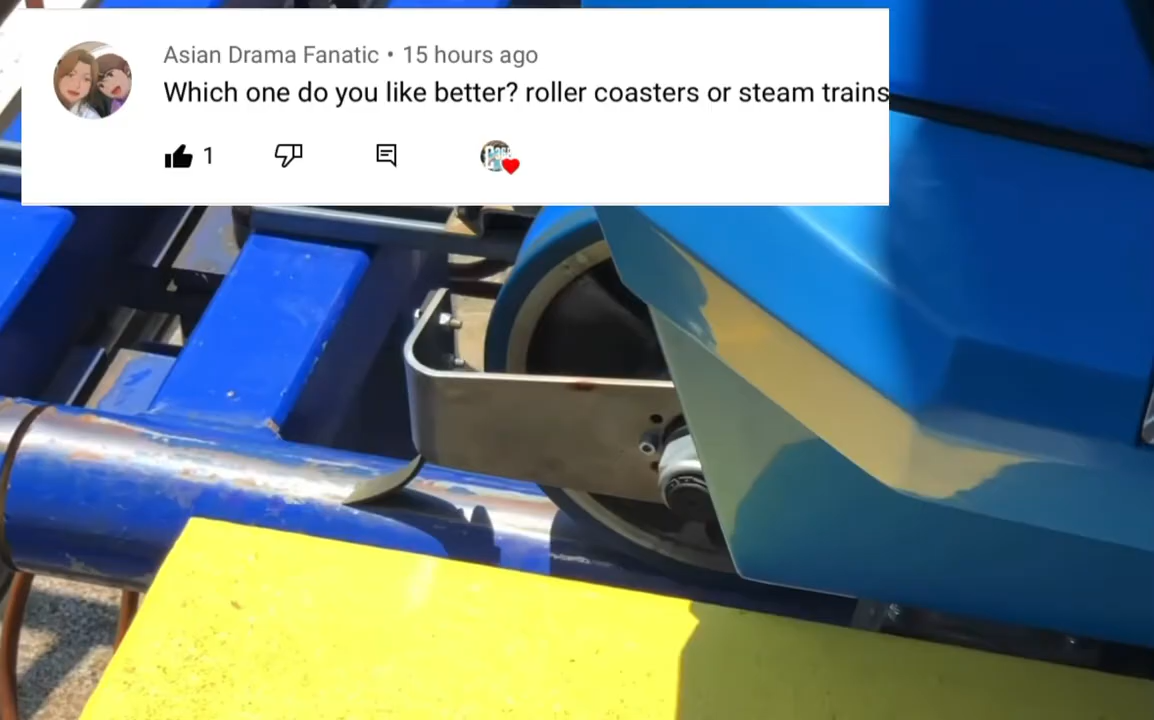 Asian Drama Fanatic • 15 hours ago
Which one do you like better? roller coasters or steam trains
1